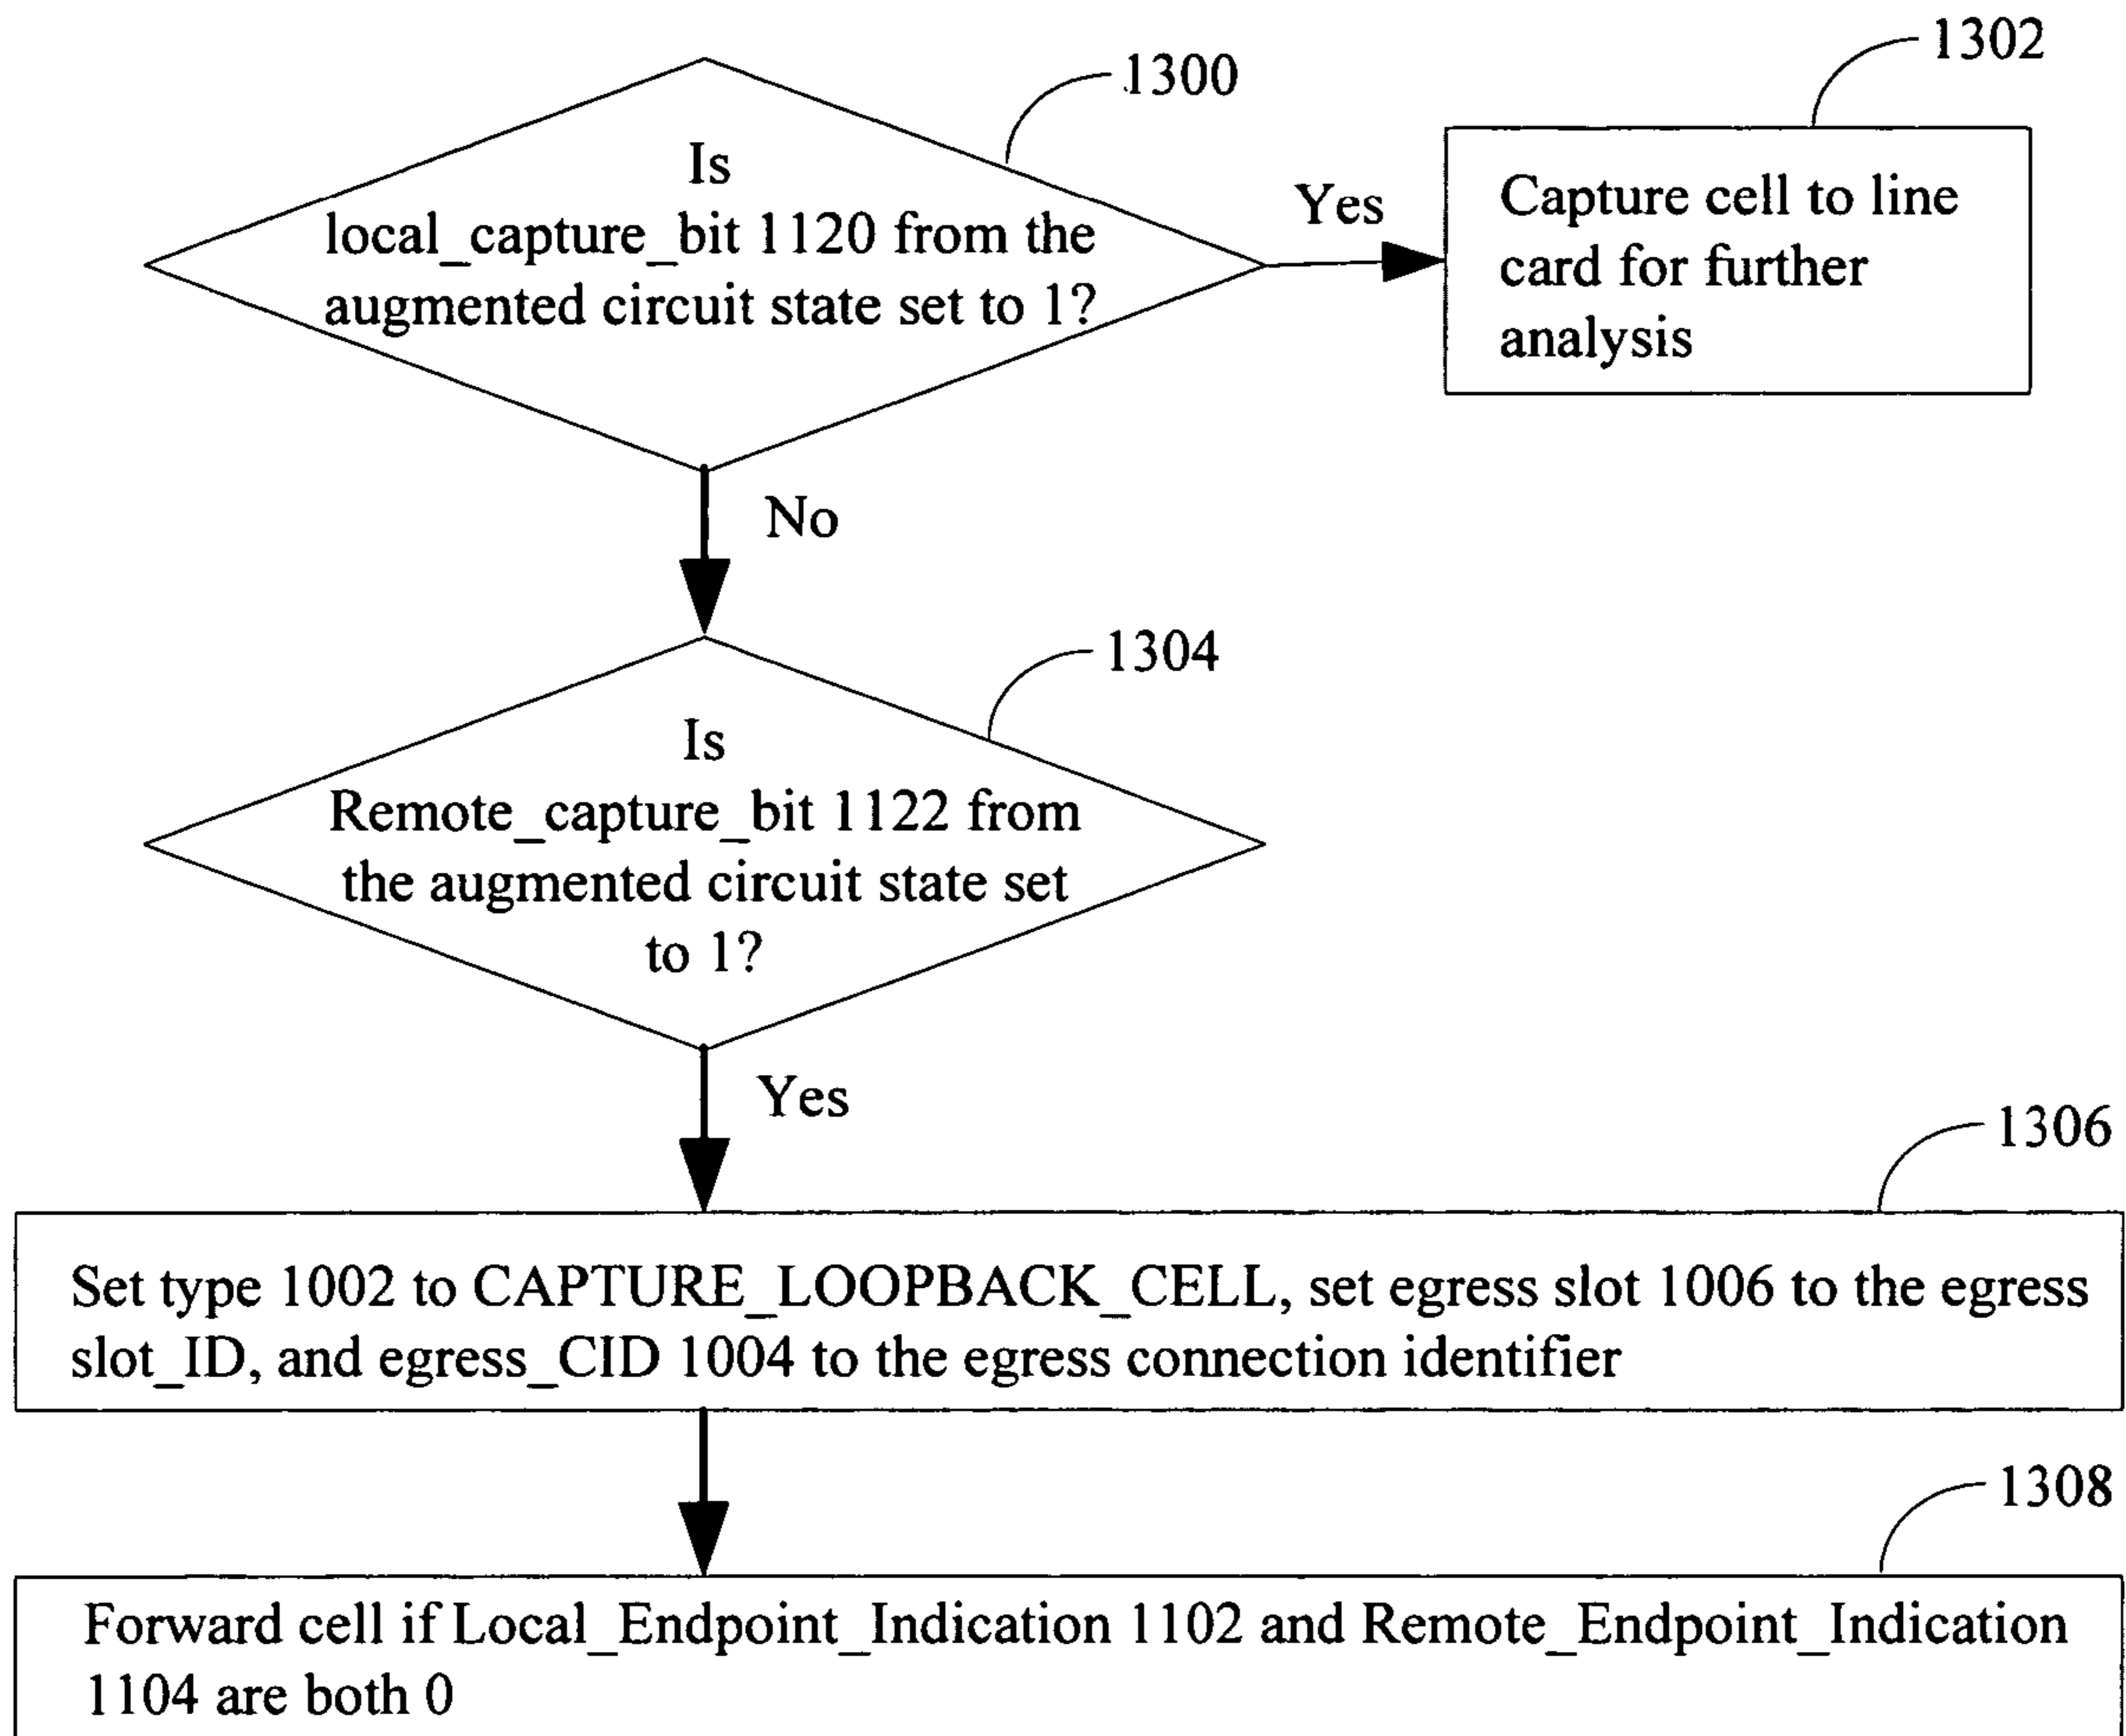 1300
1302
Is
local_capture_bit 1120 from the
augmented circuit state set to 1?
Yes
Capture cell to line
card for further
analysis
No
1304
Is
Remote_capture_bit 1122 from
the augmented circuit state set
to 1?
Yes
1306
Set type 1002 to CAPTURE_LOOPBACK_CELL, set egress slot 1006 to the egress
slot_ID, and egress_CID 1004 to the egress connection identifier
1308
Forward cell if Local_Endpoint_Indication 1102 and Remote_Endpoint_Indication
1104 are both 0